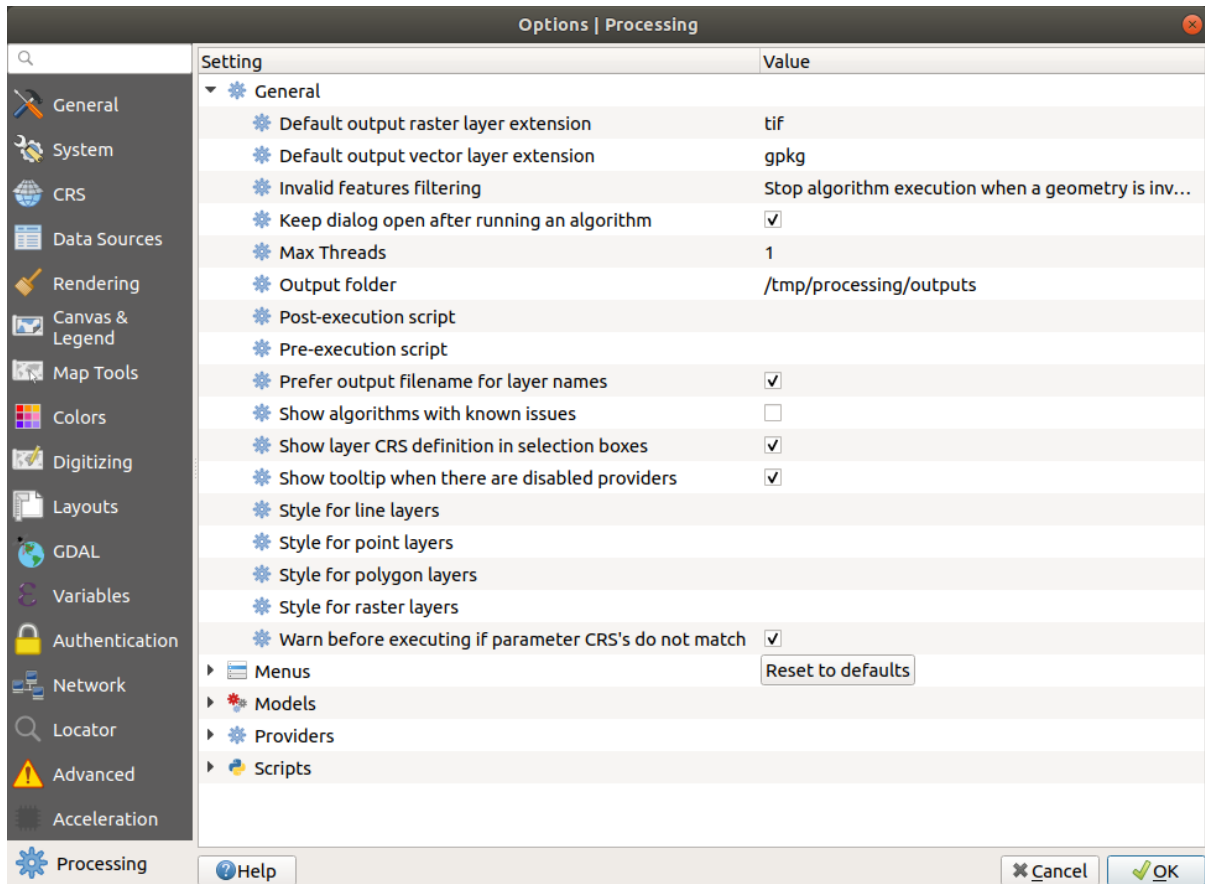 Options | Processing
Setting Value
General
General
Default output raster layer extension tif
System
Default output vector layer extension gpkg
CRS
Invalid features filtering Stop algorithm execution when a geometry is inv...
Keep dialog open after running an algorithm
Data Sources
Max Threads 1
Rendering
Output folder /tmp/processing/outputs
Canvas &
Legend
Post-execution script
Pre-execution script
Map Tools
Prefer output filename for layer names
Colors
Show algorithms with known issues
Show layer CRS definition in selection boxes
Digitizing
Show tooltip when there are disabled providers
Layouts
Style for line layers
Style for point layers
GDAL
Style for polygon layers
Variables
Style for raster layers
Authentication
Warn before executing if parameter CRS's do not match
Menus Reset to defaults
Network
Models
Locator
Providers
Advanced
Scripts
Acceleration
Processing
Help
Cancel
OK